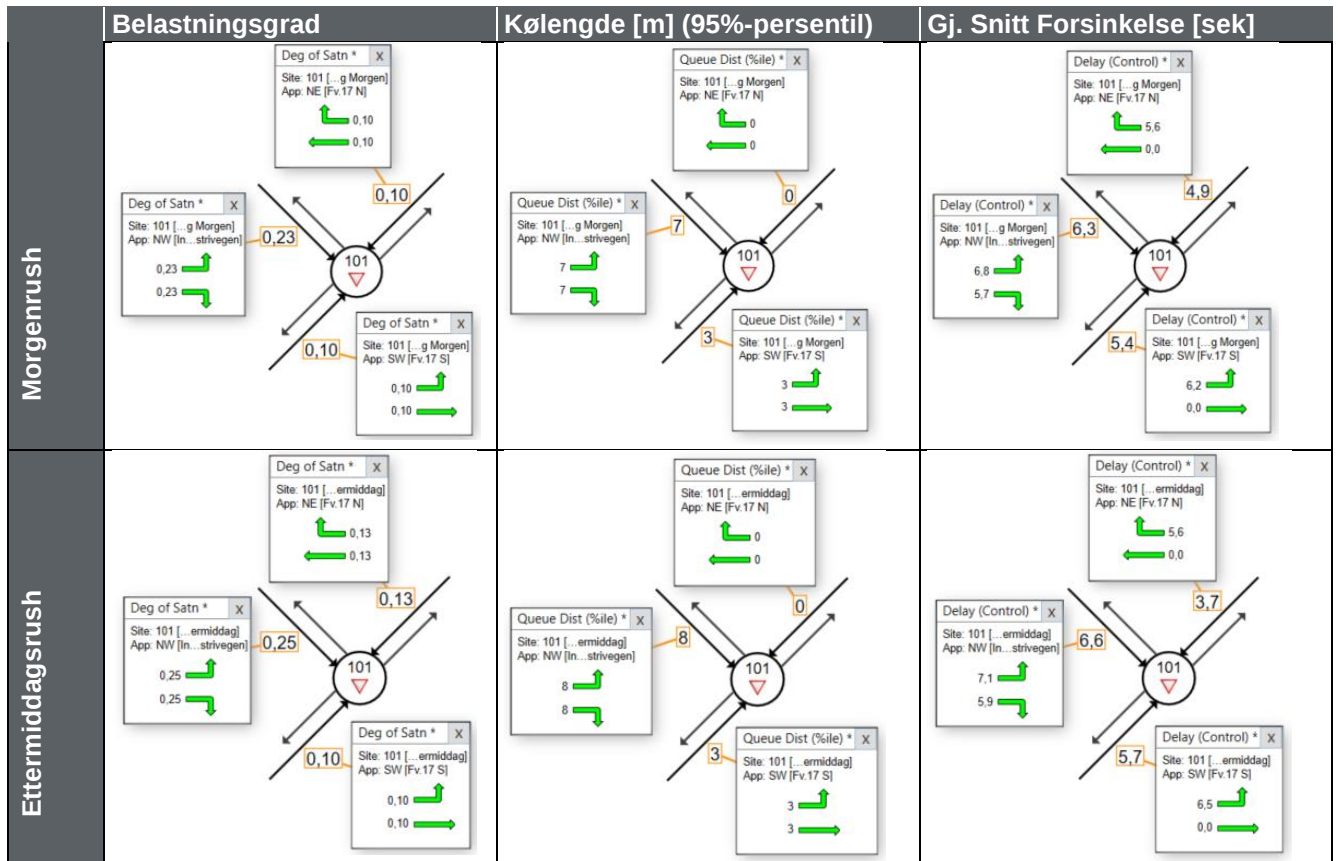 Belastningsgrad
Kølengde [m] (95%-persentil)
Gj. Snitt Forsinkelse [sek]
Morgenrush
Deg of Satn * X
Site: 101 [...g Morgen]
App: NE [Fv.17 N]
0,10
0,10
0,10
Deg of Satn * X
Site: 101 [...g Morgen]
App: NW [In...strivegen]
0,23
0,23
0,23
101
Deg of Satn * X
Site: 101 [...g Morgen]
App: SW [Fv.17 S]
0,10
0,10
0,10
Queue Dist (%ile) * X
Site: 101 [...g Morgen]
App: NE [Fv.17 N]
0
0
0
Queue Dist (%ile) * X
Site: 101 [...g Morgen]
App: NW [In...strivegen]
7
7
7
101
Queue Dist (%ile) * X
Site: 101 [...g Morgen]
App: SW [Fv.17 S]
3
3
3
Delay (Control) * X
Site: 101 [...g Morgen]
App: NE [Fv.17 N]
5,6
0,0
4,9
Delay (Control) * X
Site: 101 [...g Morgen]
App: NW [In...strivegen]
6,3
6,8
5,7
101
Delay (Control) * X
Site: 101 [...g Morgen]
App: SW [Fv.17 S]
5,4
6,2
0,0
Ettermiddagsrush
Deg of Satn * X
Site: 101 [...ermiddag]
App: NE [Fv.17 N]
0,13
0,13
0,13
Deg of Satn * X
Site: 101 [...ermiddag]
App: NW [In...strivegen]
0,25
0,25
0,25
101
Deg of Satn * X
Site: 101 [...ermiddag]
App: SW [Fv.17 S]
0,10
0,10
0,10
Queue Dist (%ile) * X
Site: 101 [...ermiddag]
App: NE [Fv.17 N]
0
0
0
Queue Dist (%ile) * X
Site: 101 [...ermiddag]
App: NW [In...strivegen]
8
8
8
101
Queue Dist (%ile) * X
Site: 101 [...ermiddag]
App: SW [Fv.17 S]
3
3
3
Delay (Control) * X
Site: 101 [...ermiddag]
App: NE [Fv.17 N]
5,6
0,0
3,7
Delay (Control) * X
Site: 101 [...ermiddag]
App: NW [In...strivegen]
6,6
7,1
5,9
101
Delay (Control) * X
Site: 101 [...ermiddag]
App: SW [Fv.17 S]
5,7
6,5
0,0